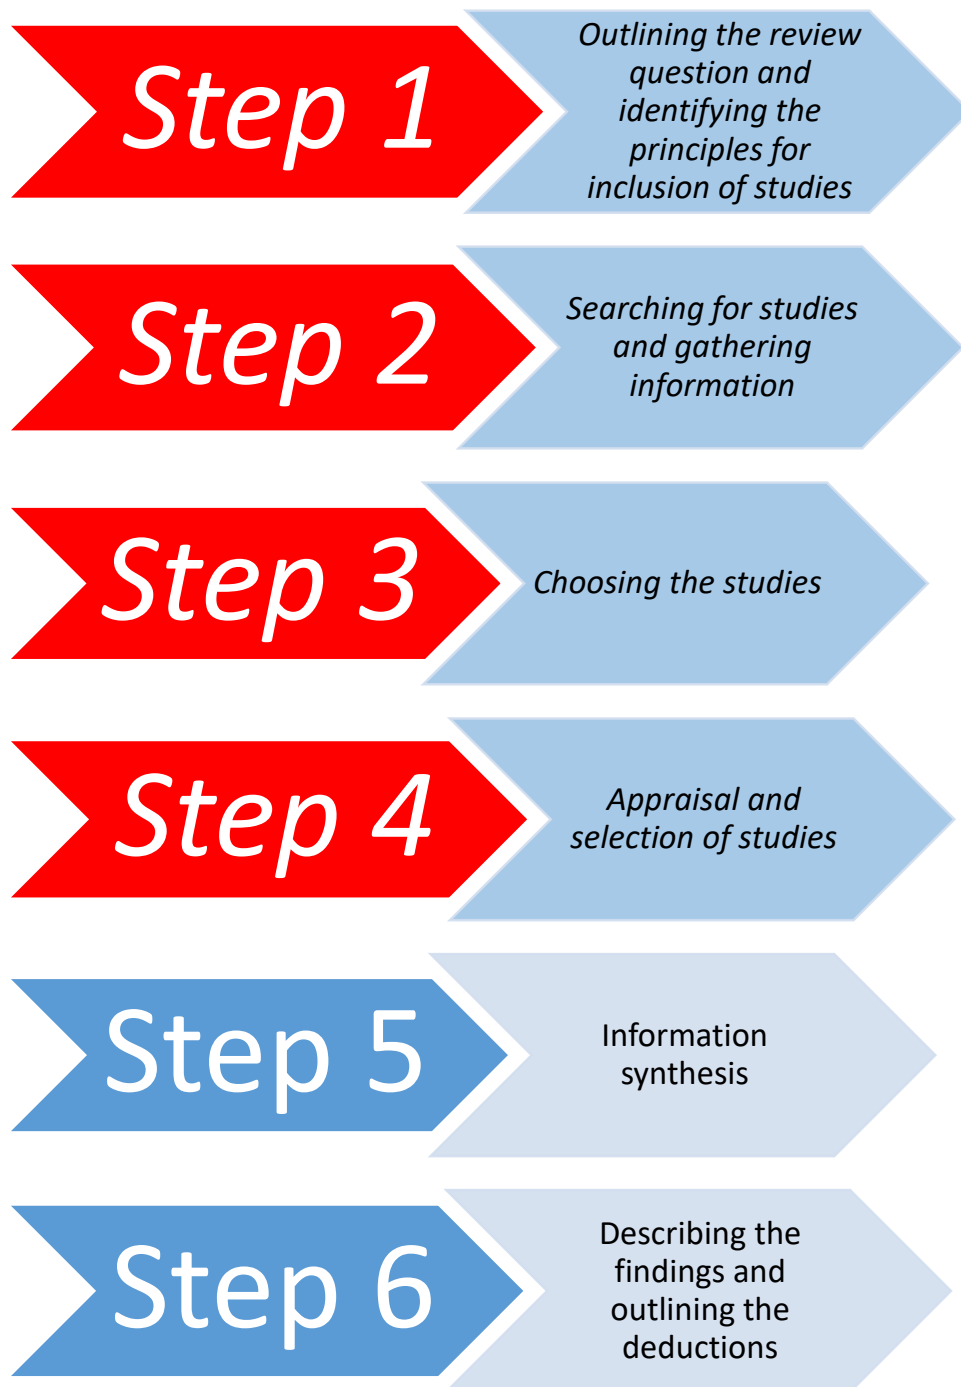 Step 1
Outlining the review
question and
identifying the
principles for
inclusion of studies
Step 2
Searching for studies
and gathering
information
Step 3
Choosing the studies
Step 4
Appraisal and
selection of studies
Step 5
Information
synthesis
Step 6
Describing the
findings and
outlining the
deductions